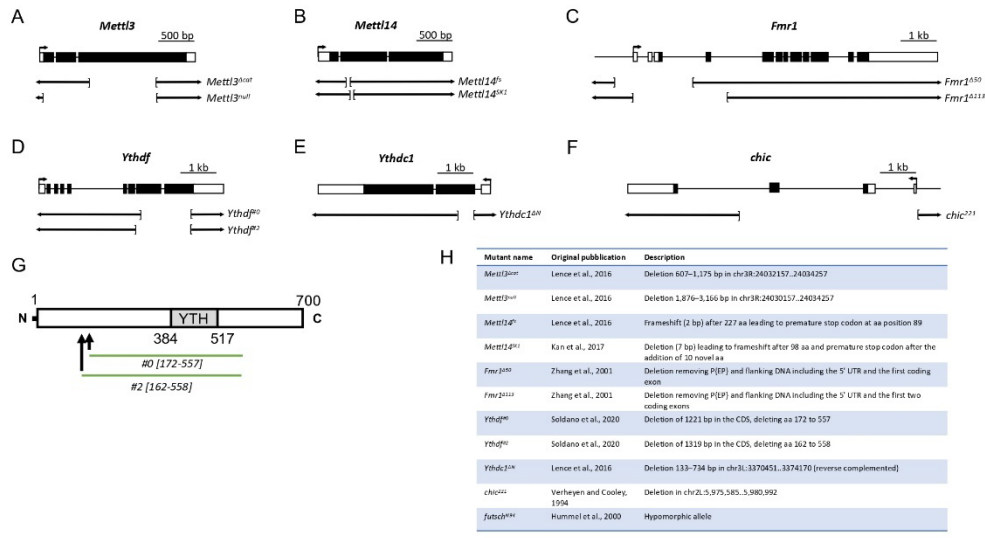 A
Mettl3
500 bp
Mettl3Δcat
Mettl3null
B
Mettl14
500 bp
Mettl14fs
Mettl14SK1
C
Fmr1
1 kb
Fmr1Δ50
Fmr1Δ113
D
Ythdf
1 kb
Ythdf#0
Ythdf#2
E
Ythdc1
1 kb
Ythdc1ΔN
F
chic
1 kb
chic221
G
1 700
N YTH C
384 517
#0 [172-557]
#2 [162-558]
H
Mutant name Original pubblication Description
Mettl3Δcat Lence et al., 2016 Deletion 607–1,175 bp in chr3R:24032157..24034257
Mettl3null Lence et al., 2016 Deletion 1,876–3,166 bp in chr3R:24030157..24034257
Mettl14fs Lence et al., 2016 Frameshift (2 bp) after 227 aa leading to premature stop codon at aa position 89
Mettl14SK1 Kan et al., 2017 Deletion (7 bp) leading to frameshift after 98 aa and premature stop codon after the
addition of 10 novel aa
Fmr1Δ50 Zhang et al., 2001 Deletion removing P(EP) and flanking DNA including the 5' UTR and the first coding
exon
Fmr1Δ113 Zhang et al., 2001 Deletion removing P(EP) and flanking DNA including the 5' UTR and the first two
coding exons
Ythdf#0 Soldano et al., 2020 Deletion of 1221 bp in the CDS, deleting aa 172 to 557
Ythdf#2 Soldano et al., 2020 Deletion of 1319 bp in the CDS, deleting aa 162 to 558
Ythdc1ΔN Lence et al., 2016 Deletion 133–734 bp in chr3L:3370451..3374170 (reverse complemented)
chic221 Verheyen and Cooley, Deletion in chr2L:5,975,585..5,980,992
1994
futsch Hummel et al., 2000 Hypomorphic allele